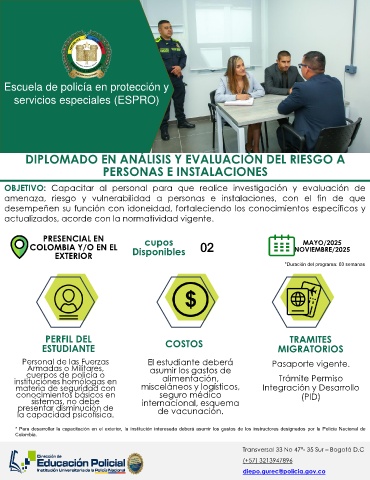 Escuela de policía en protección y
servicios especiales (ESPRO)
DIPLOMADO EN ANÁLISIS Y EVALUACIÓN DEL RIESGO A
PERSONAS E INSTALACIONES
OBJETIVO: Capacitar al personal para que realice investigación y evaluación de
amenaza, riesgo y vulnerabilidad a personas e instalaciones, con el fin de que
desempeñen su función con idoneidad, fortaleciendo los conocimientos específicos y
actualizados, acorde con la normatividad vigente.
PRESENCIAL EN
COLOMBIA Y/O EN EL
EXTERIOR
cupos
Disponibles
02
MAYO/2025
NOVIEMBRE/2025
*Duración del programa: 03 semanas
PERFIL DEL
ESTUDIANTE
Personal de las Fuerzas
Armadas o Militares,
cuerpos de policía o
instituciones homologas en
materia de seguridad con
conocimientos básicos en
sistemas, no debe
presentar disminución de
la capacidad psicofísica.
COSTOS
El estudiante deberá
asumir los gastos de
alimentación,
misceláneos y logísticos,
seguro médico
internacional, esquema
de vacunación.
TRAMITES
MIGRATORIOS
Pasaporte vigente.
Trámite Permiso
Integración y Desarrollo
(PID)
* Para desarrollar la capacitación en el exterior, la institución interesada deberá asumir los gastos de los instructores designados por la Policía Nacional de
Colombia.
Dirección de
Educación Policial
Institución Universitaria de la Policía Nacional
Transversal 33 No 47ª- 35 Sur – Bogotá D.C
(+57) 3213947896
diepo.gurec@policia.gov.co